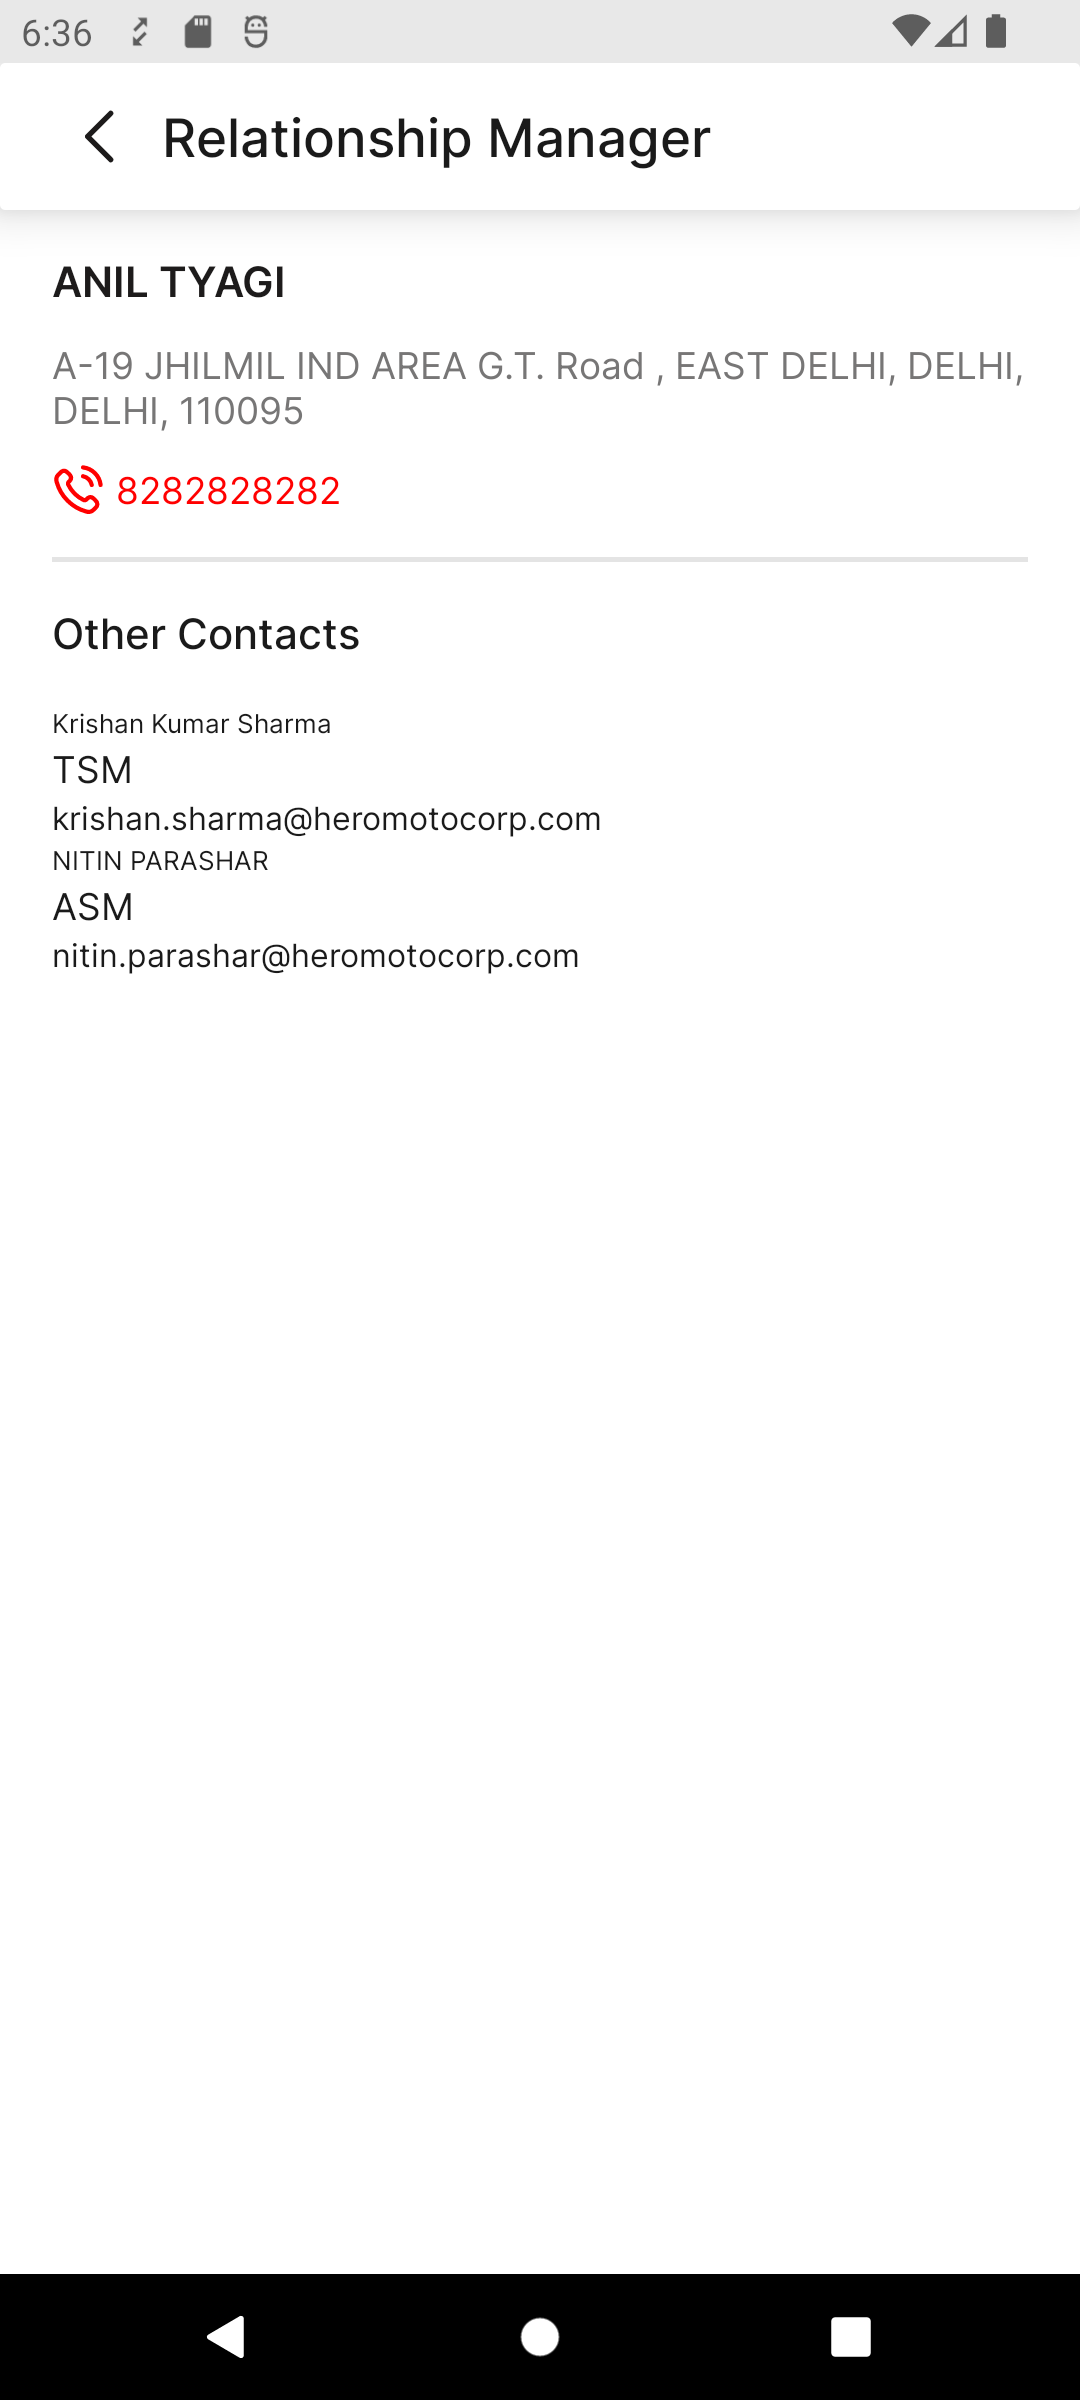 6:36
Relationship Manager
ANIL TYAGI
A-19 JHILMIL IND AREA G.T. Road , EAST DELHI, DELHI,
DELHI, 110095
8282828282
Other Contacts
Krishan Kumar Sharma
TSM
krishan.sharma@heromotocorp.com
NITIN PARASHAR
ASM
nitin.parashar@heromotocorp.com